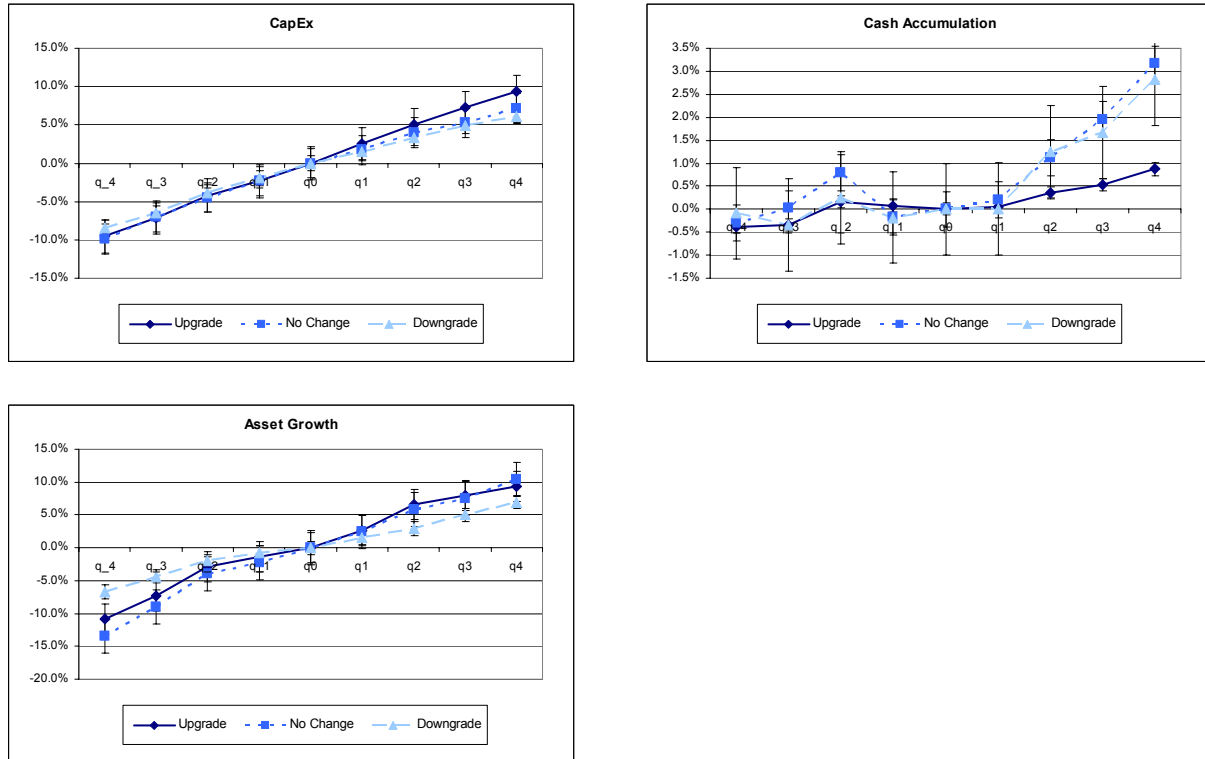 CapEx
15.0%
10.0%
5.0%
0.0%
-5.0%
-10.0%
-15.0%
q_4 q_3 q_2 q_1 q0 q1 q2 q3 q4
Upgrade No Change Downgrade
Cash Accumulation
3.5%
3.0%
2.5%
2.0%
1.5%
1.0%
0.5%
0.0%
-0.5%
-1.0%
-1.5%
q_4 q_3 q_2 q_1 q0 q1 q2 q3 q4
Upgrade No Change Downgrade
Asset Growth
15.0%
10.0%
5.0%
0.0%
-5.0%
-10.0%
-15.0%
-20.0%
q_4 q_3 q_2 q_1 q0 q1 q2 q3 q4
Upgrade No Change Downgrade